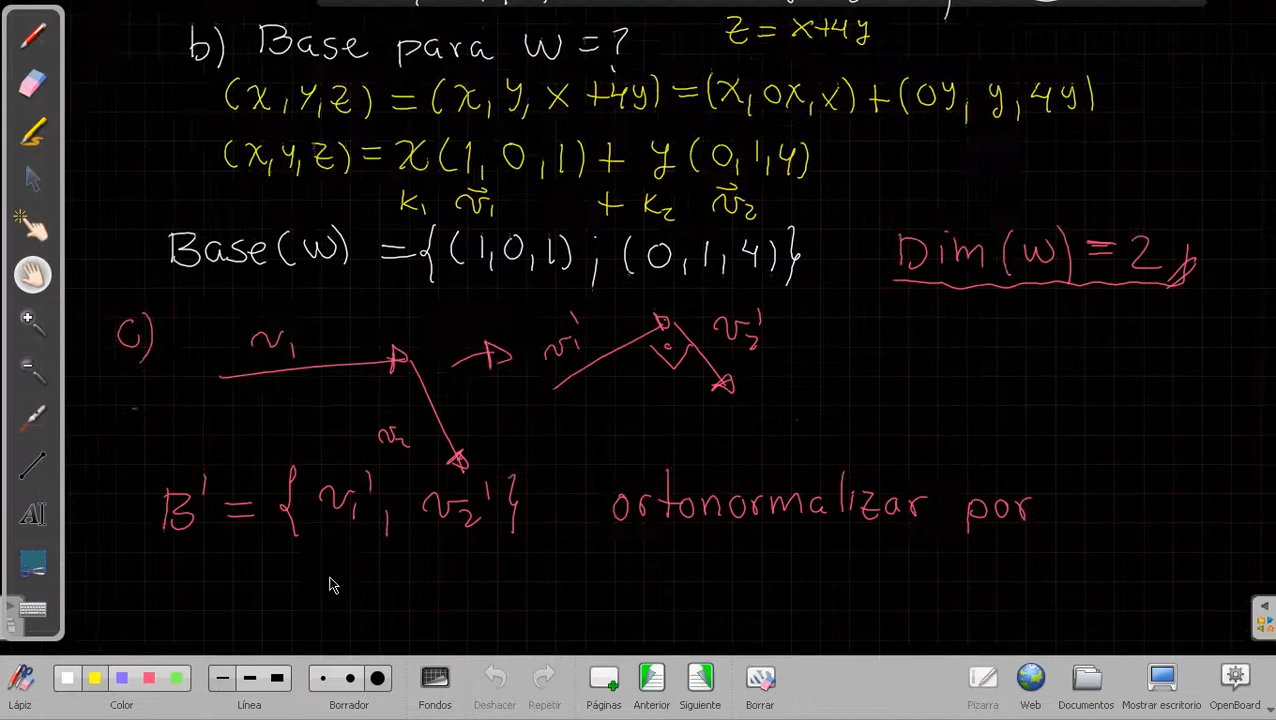 z = x+4y
b) Base para w = ?
(x, y, z) = (x, y, x +4y) = (x, 0x, x) + (0y, y, 4y)
(x, y, z) = x(1, 0, 1) + y(0, 1, 4)
k₁ v⃗₁ + k₂ v⃗₂
Base(w) = {(1,0,1) ; (0,1,4)}
Dim(w) = 2
c)
v₁
v₁'
v₂'
v₂
B' = { v₁', v₂' } ortonormalizar por
Lápiz
Color
Línea
Borrador
Fondos
Deshacer
Repetir
Páginas
Anterior
Siguiente
Borrar
Pizarra
Web
Documentos
Mostrar escritorio
OpenBoard